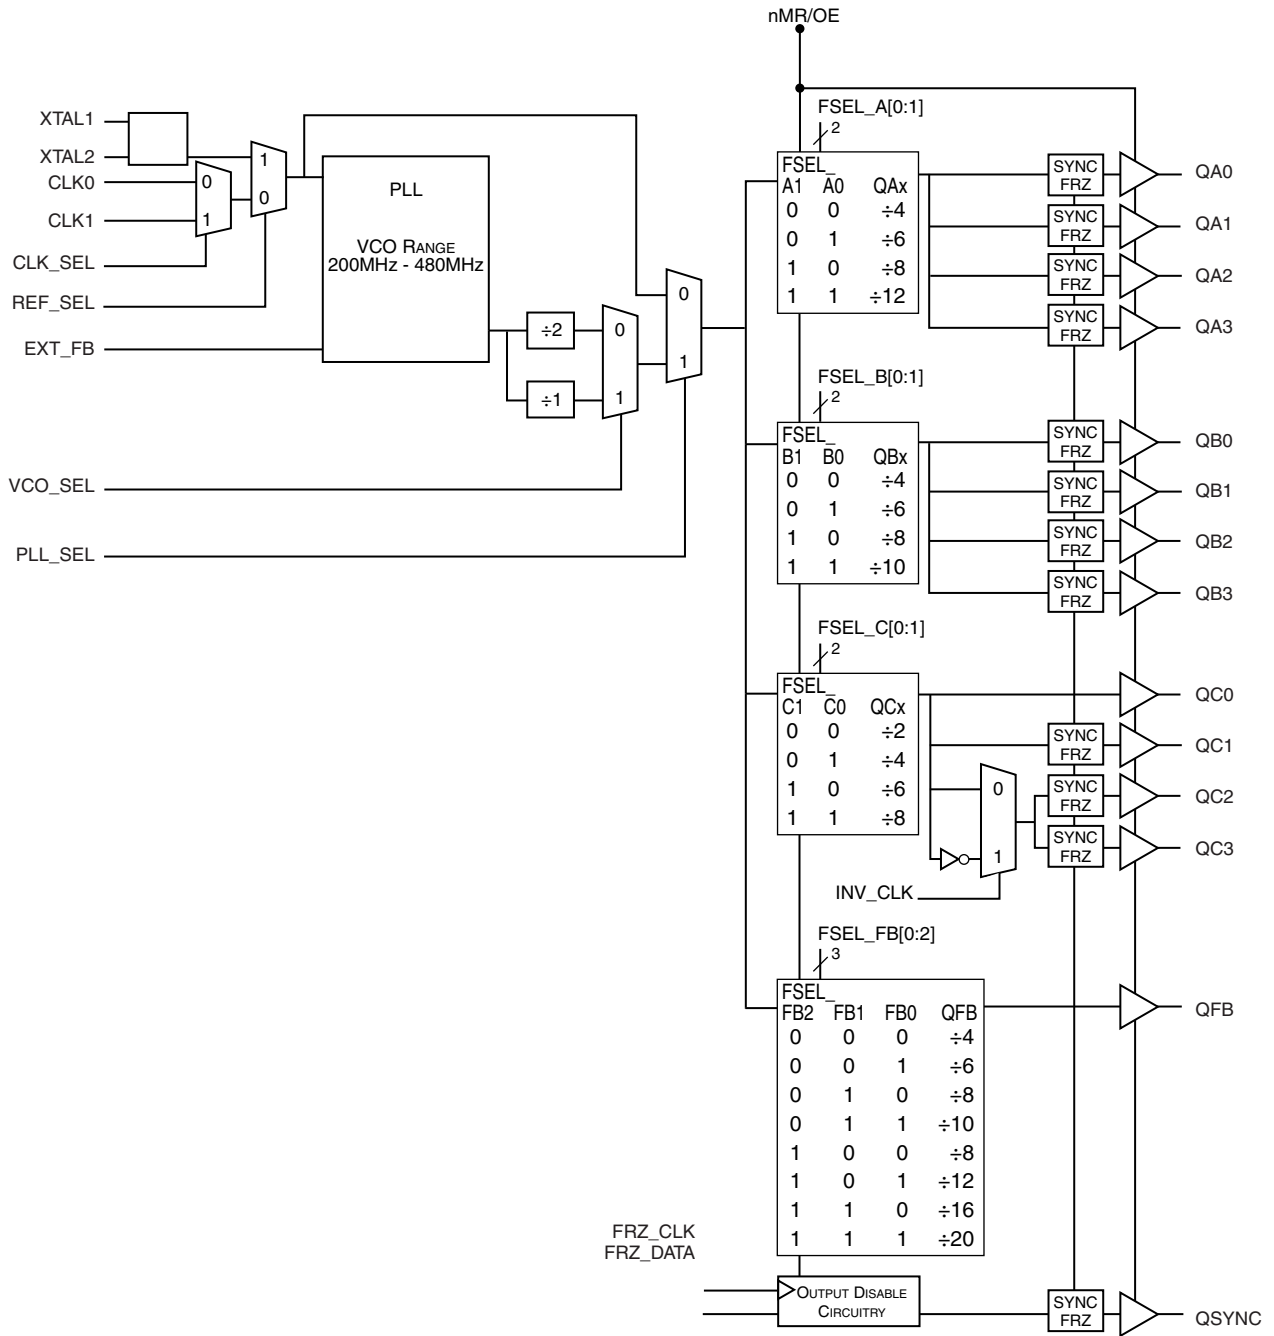 nMR/OE
XTAL1
XTAL2
CLK0
CLK1
CLK_SEL
REF_SEL
EXT_FB
VCO_SEL
PLL_SEL
0
1
1
0
PLL
VCO RANGE
200MHz - 480MHz
÷2
÷1
0
1
0
1
FSEL_A[0:1]
2
FSEL_
A1 A0 QAx
0 0 ÷4
0 1 ÷6
1 0 ÷8
1 1 ÷12
SYNC
FRZ
QA0
SYNC
FRZ
QA1
SYNC
FRZ
QA2
SYNC
FRZ
QA3
FSEL_B[0:1]
2
FSEL_
B1 B0 QBx
0 0 ÷4
0 1 ÷6
1 0 ÷8
1 1 ÷10
SYNC
FRZ
QB0
SYNC
FRZ
QB1
SYNC
FRZ
QB2
SYNC
FRZ
QB3
FSEL_C[0:1]
2
FSEL_
C1 C0 QCx
0 0 ÷2
0 1 ÷4
1 0 ÷6
1 1 ÷8
QC0
SYNC
FRZ
QC1
0
1
INV_CLK
SYNC
FRZ
QC2
SYNC
FRZ
QC3
FSEL_FB[0:2]
3
FSEL_
FB2 FB1 FB0 QFB
0 0 0 ÷4
0 0 1 ÷6
0 1 0 ÷8
0 1 1 ÷10
1 0 0 ÷8
1 0 1 ÷12
1 1 0 ÷16
1 1 1 ÷20
QFB
FRZ_CLK
FRZ_DATA
OUTPUT DISABLE
CIRCUITRY
SYNC
FRZ
QSYNC